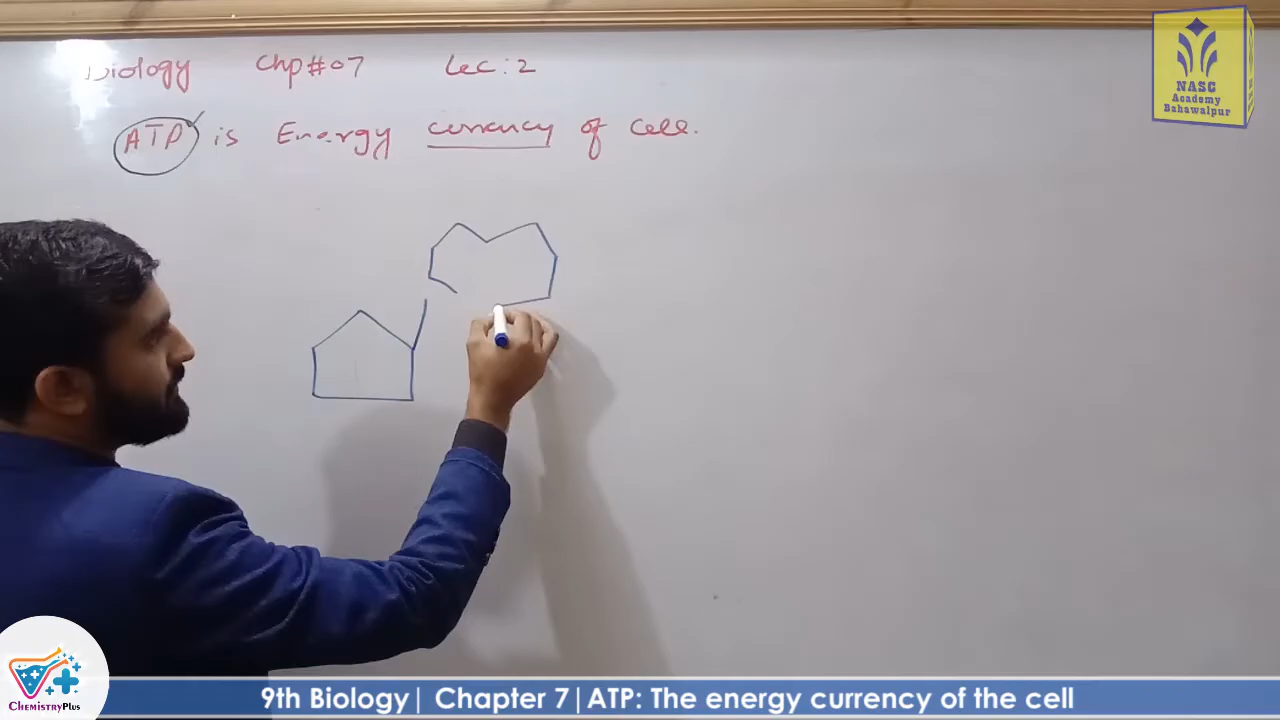 Biology Chp#07 Lec:2
ATP is Energy currency of cell.
NASC
Academy
Bahawalpur
ChemistryPlus
9th Biology| Chapter 7|ATP: The energy currency of the cell